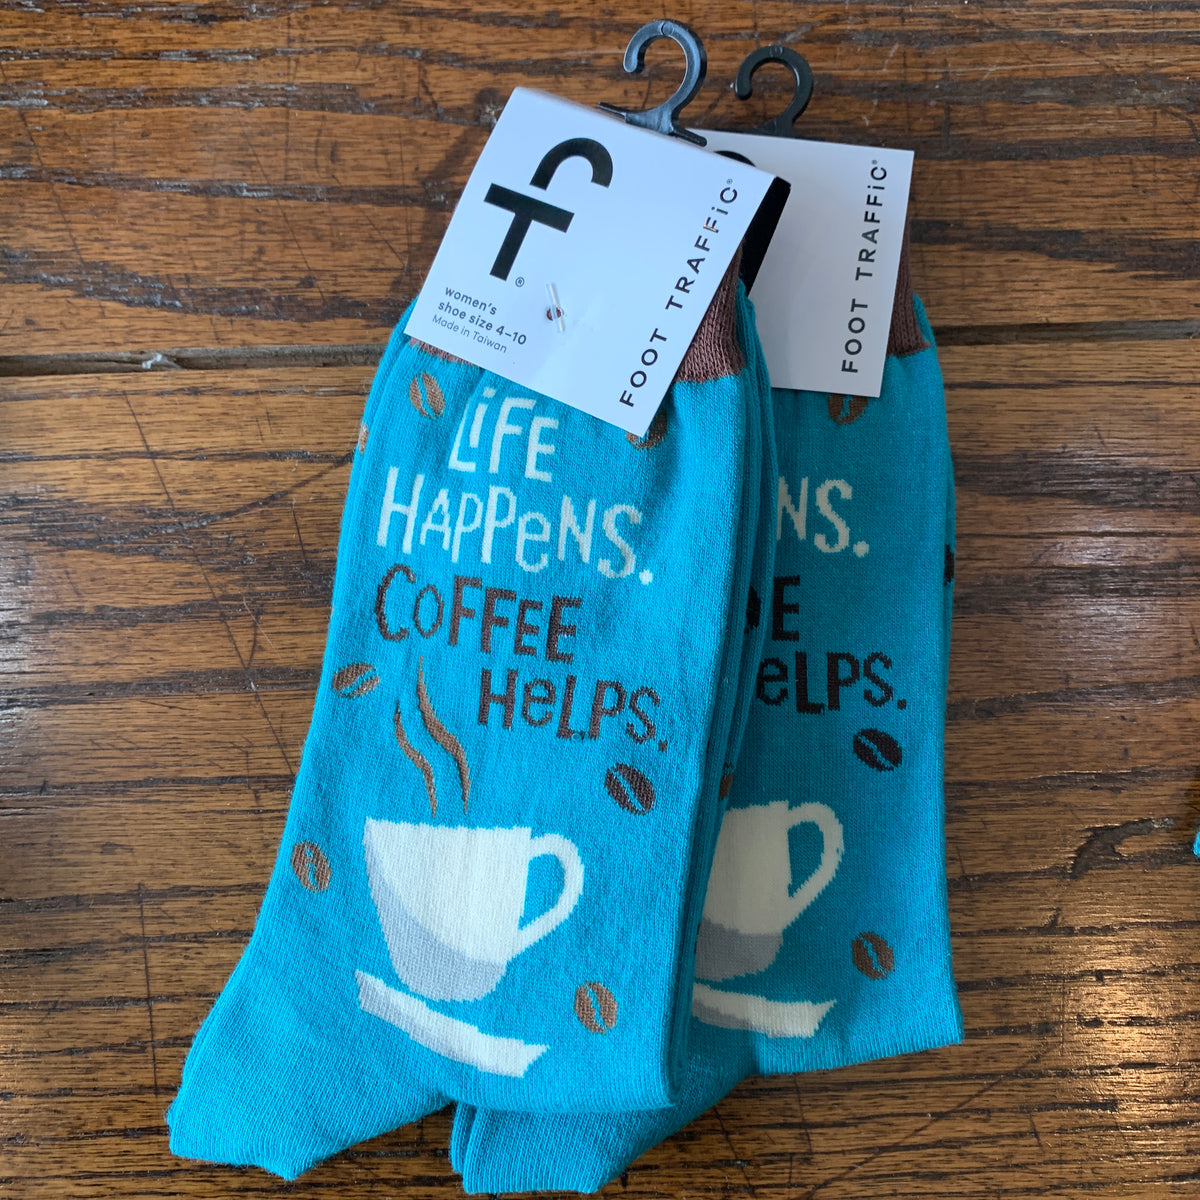 women's
shoe size 4–10
Made in Taiwan
FOOT TRAFFiC®
LiFE
HAPPeNS.
COFFEE
HeLPS.
FOOT TRAFFiC®
NS.
eLPS.